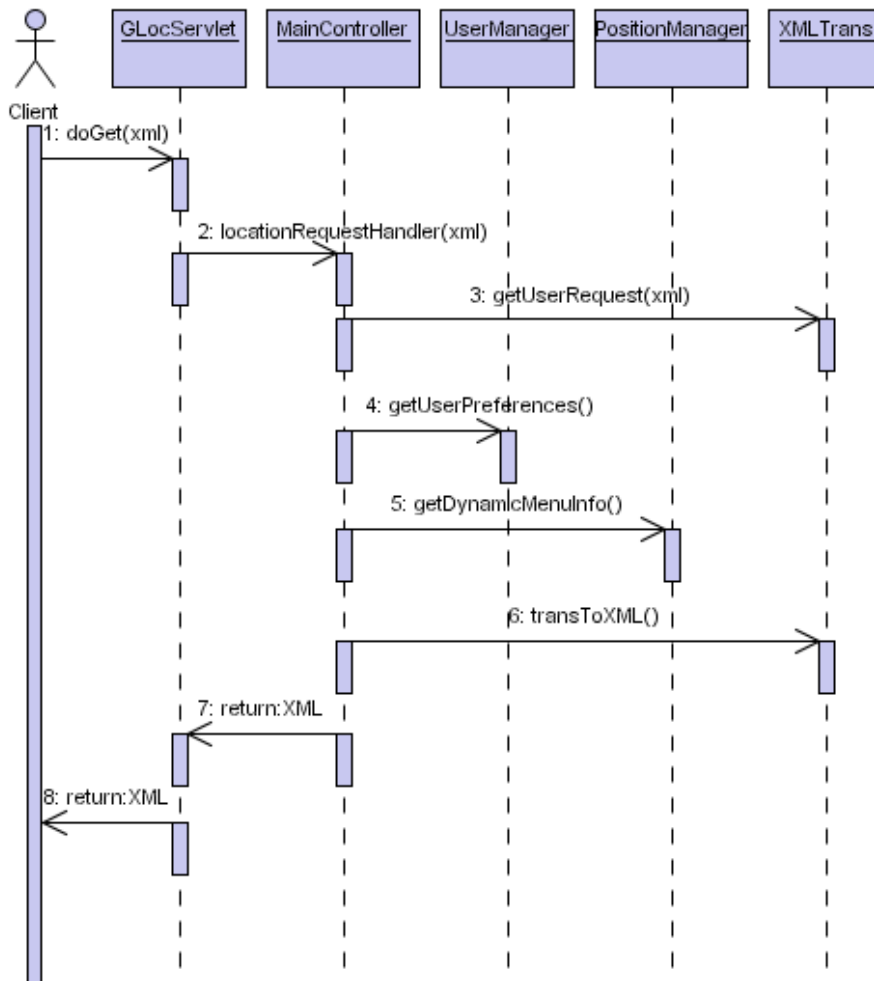 GLocServlet
MainController
UserManager
PositionManager
XMLTrans
Client
1: doGet(xml)
2: locationRequestHandler(xml)
3: getUserRequest(xml)
4: getUserPreferences()
5: getDynamicMenuInfo()
6: transToXML()
7: return:XML
8: return:XML